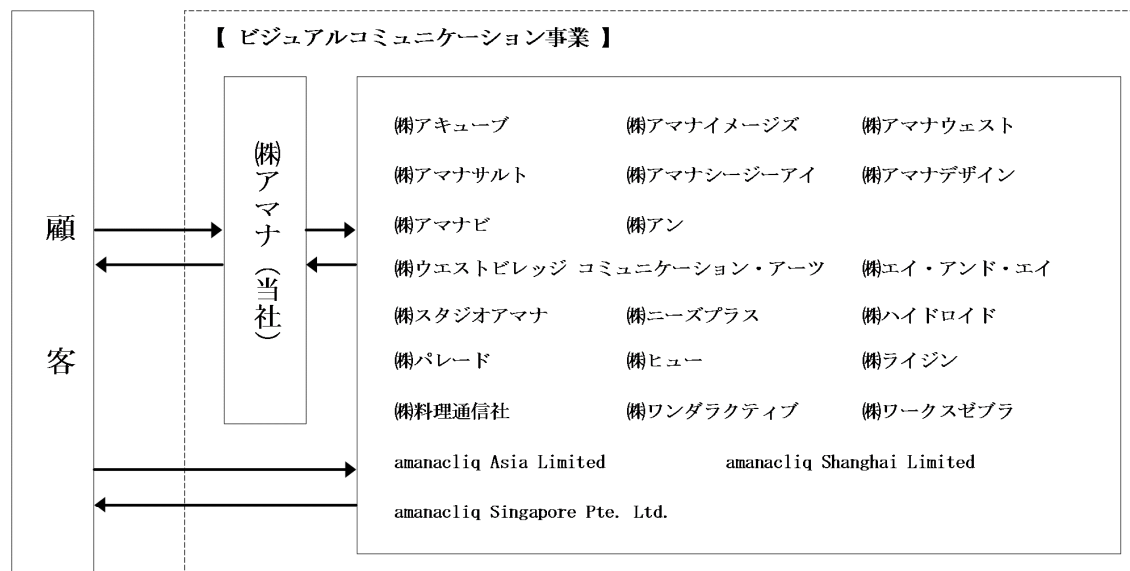 【 ビジュアルコミュニケーション事業 】
顧客
㈱アマナ（当社）
㈱アキューブ ㈱アマナイメージズ ㈱アマナウェスト
㈱アマナサルト ㈱アマナシージーアイ ㈱アマナデザイン
㈱アマナビ ㈱アン
㈱ウエストビレッジ コミュニケーション・アーツ ㈱エイ・アンド・エイ
㈱スタジオアマナ ㈱ニーズプラス ㈱ハイドロイド
㈱パレード ㈱ヒュー ㈱ライジン
㈱料理通信社 ㈱ワンダラクティブ ㈱ワークスゼブラ
amanacliq Asia Limited amanacliq Shanghai Limited
amanacliq Singapore Pte. Ltd.